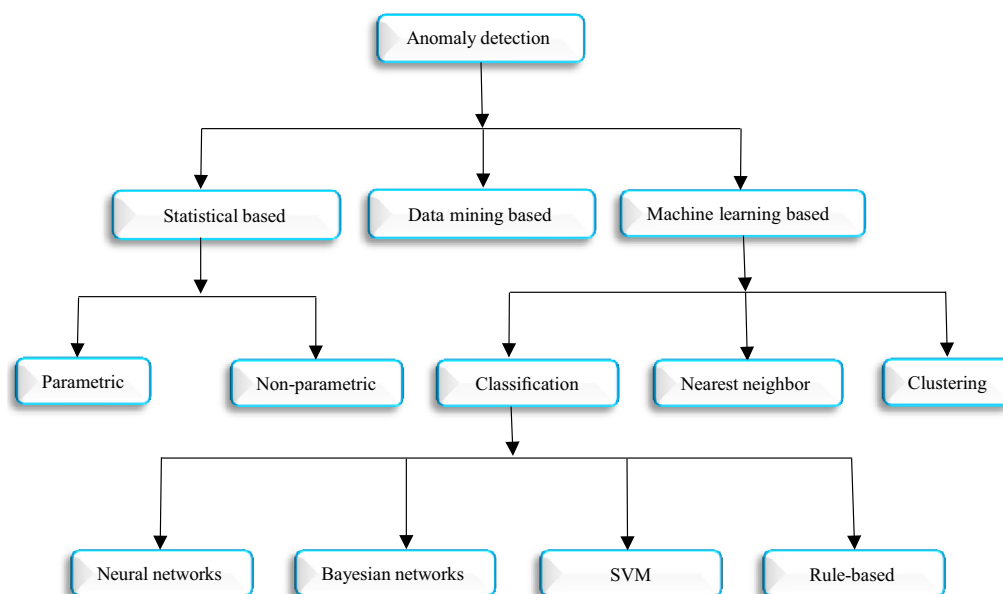 Anomaly detection
Statistical based
Data mining based
Machine learning based
Parametric
Non-parametric
Classification
Nearest neighbor
Clustering
Neural networks
Bayesian networks
SVM
Rule-based